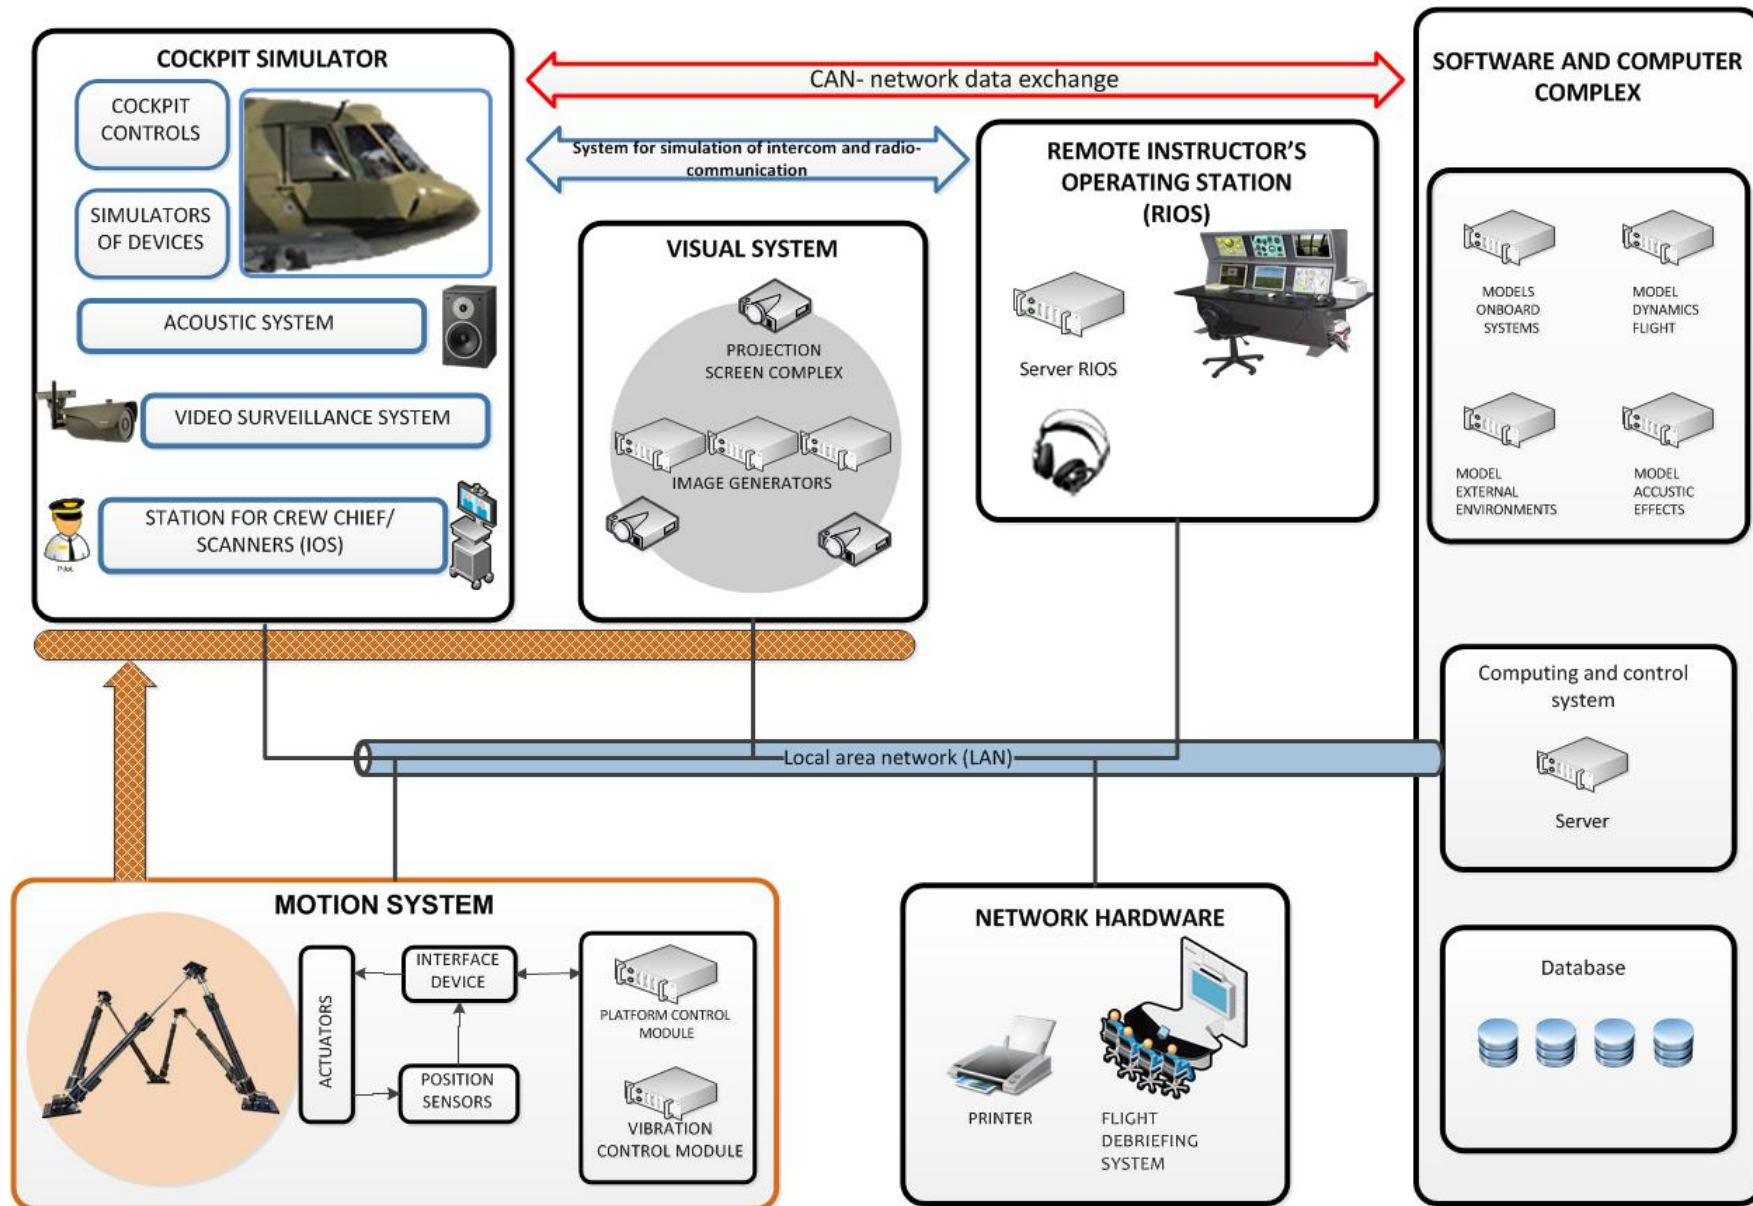 COCKPIT SIMULATOR
COCKPIT
CONTROLS
SIMULATORS
OF DEVICES
ACOUSTIC SYSTEM
VIDEO SURVEILLANCE SYSTEM
STATION FOR CREW CHIEF/
SCANNERS (IOS)
Pilot
CAN- network data exchange
System for simulation of intercom and radio-
communication
VISUAL SYSTEM
PROJECTION
SCREEN COMPLEX
IMAGE GENERATORS
REMOTE INSTRUCTOR'S
OPERATING STATION
(RIOS)
Server RIOS
SOFTWARE AND COMPUTER
COMPLEX
MODELS
ONBOARD
SYSTEMS
MODEL
DYNAMICS
FLIGHT
MODEL
EXTERNAL
ENVIRONMENTS
MODEL
ACCUSTIC
EFFECTS
Computing and control
system
Server
Database
Local area network (LAN)
MOTION SYSTEM
ACTUATORS
INTERFACE
DEVICE
POSITION
SENSORS
PLATFORM CONTROL
MODULE
VIBRATION
CONTROL MODULE
NETWORK HARDWARE
PRINTER
FLIGHT
DEBRIEFING
SYSTEM